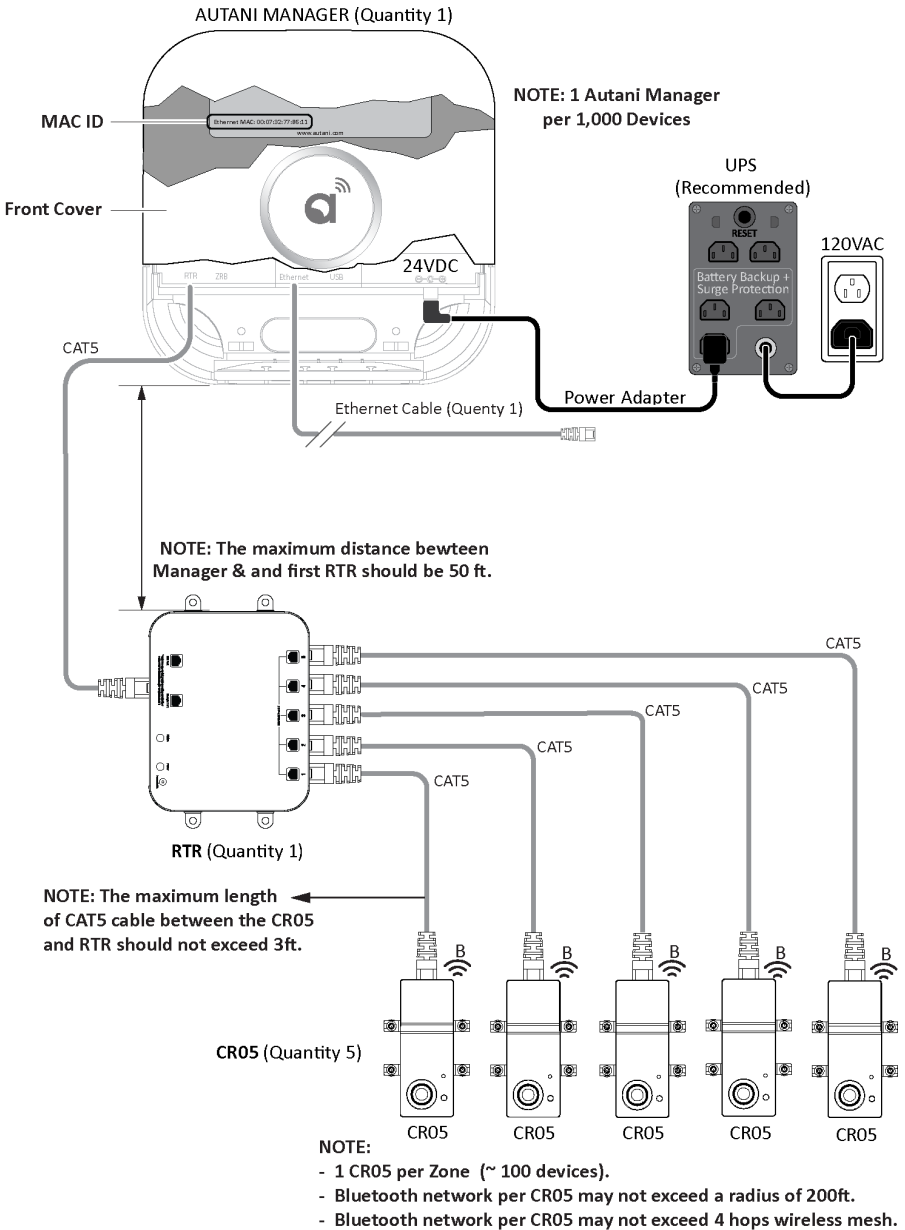 AUTANI MANAGER (Quantity 1)
MAC ID
Ethernet MAC: 00:07:32:77:86:11
www.autani.com
NOTE: 1 Autani Manager
per 1,000 Devices
Front Cover
a
UPS
(Recommended)
RESET
Battery Backup +
Surge Protection
120VAC
RTR
ZRB
Ethernet
USB
24VDC
CAT5
Power Adapter
Ethernet Cable (Quenty 1)
NOTE: The maximum distance bewteen
Manager & and first RTR should be 50 ft.
CAT5
CAT5
CAT5
CAT5
CAT5
5
4
3
2
1
RTR (Quantity 1)
NOTE: The maximum length
of CAT5 cable between the CR05
and RTR should not exceed 3ft.
B
B
B
B
B
CR05 (Quantity 5)
CR05
CR05
CR05
CR05
CR05
NOTE:
- 1 CR05 per Zone (~ 100 devices).
- Bluetooth network per CR05 may not exceed a radius of 200ft.
- Bluetooth network per CR05 may not exceed 4 hops wireless mesh.